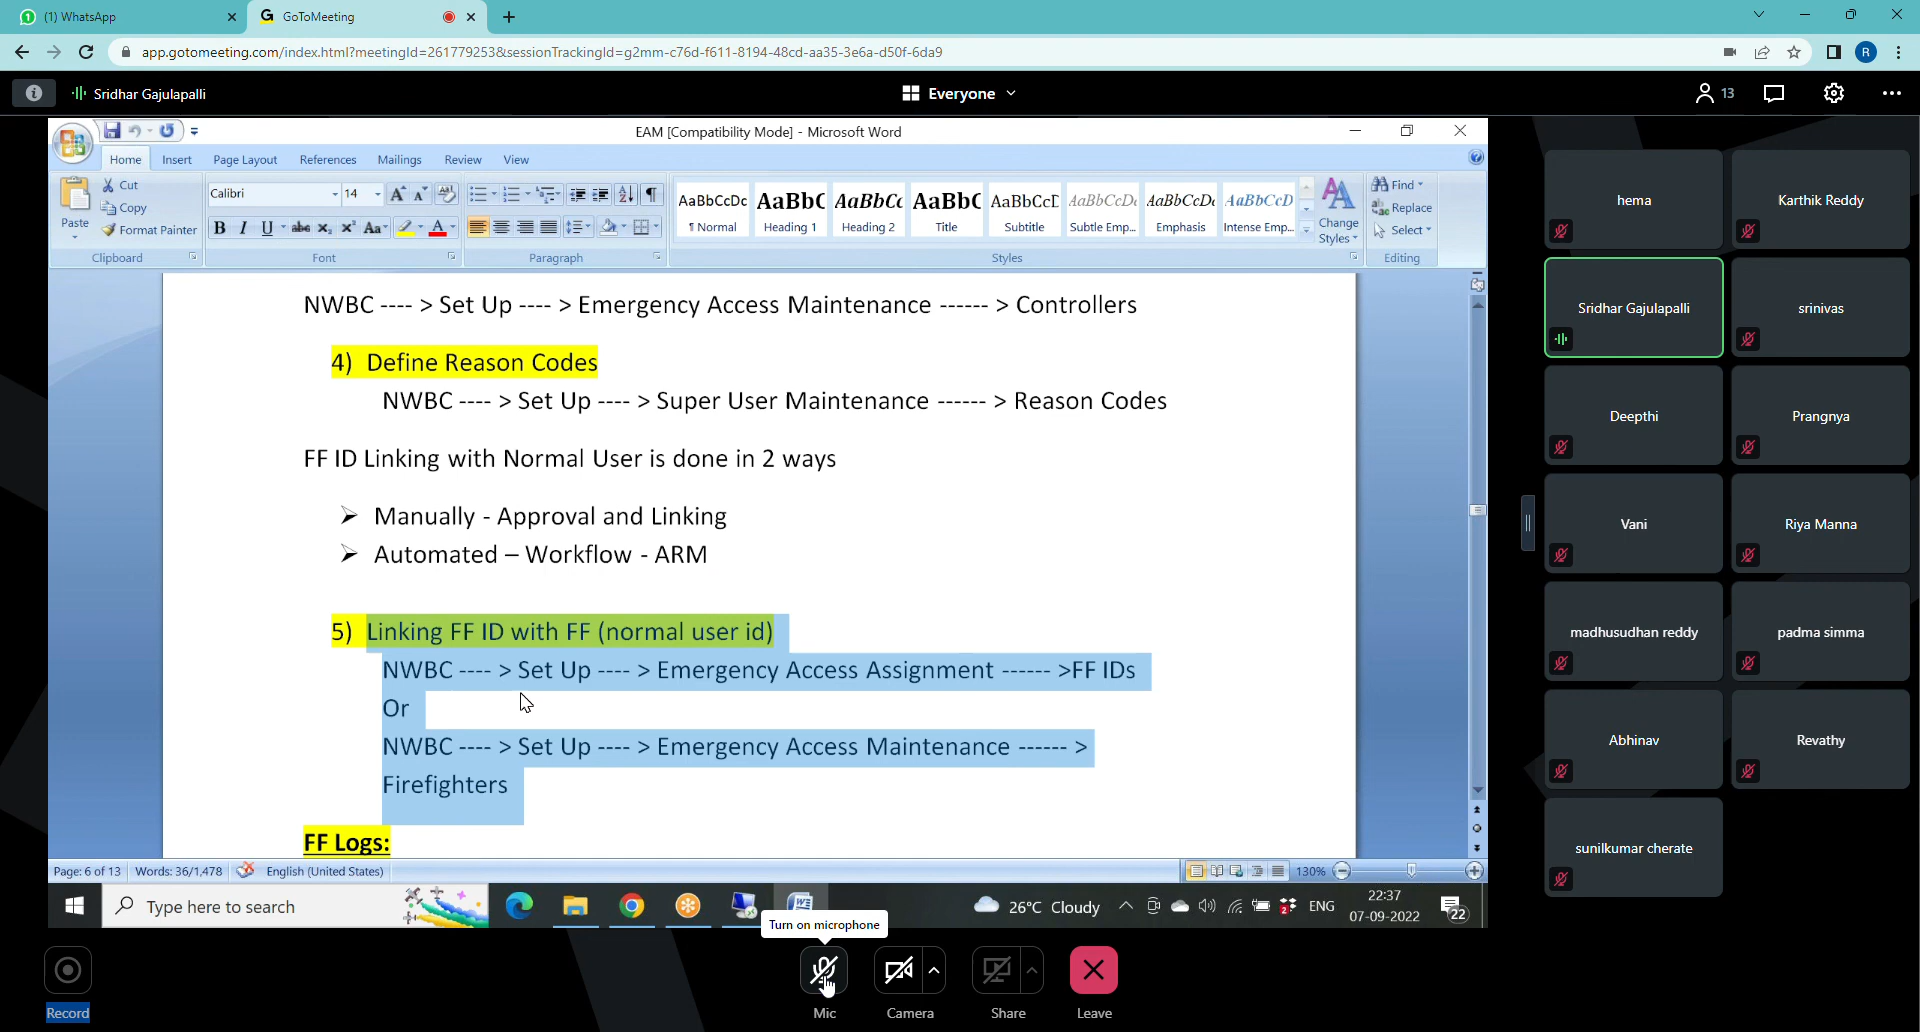 (1) WhatsApp
GoToMeeting
app.gotomeeting.com/index.html?meetingId=261779253&sessionTrackingId=g2mm-c76d-f611-8194-48cd-aa35-3e6a-d50f-6da9
R
Sridhar Gajulapalli
Everyone
13
EAM [Compatibility Mode] - Microsoft Word
Home Insert Page Layout References Mailings Review View
Paste
Cut
Copy
Format Painter
Clipboard
Calibri 14
Font
Paragraph
AaBbCcDc AaBbC AaBbCc AaBbC AaBbCcD AaBbCcDc AaBbCcDc AaBbCcD
¶ Normal Heading 1 Heading 2 Title Subtitle Subtle Emp... Emphasis Intense Emp...
Change
Styles
Styles
Find
Replace
Select
Editing
NWBC ---- > Set Up ---- > Emergency Access Maintenance ------ > Controllers
4) Define Reason Codes
NWBC ---- > Set Up ---- > Super User Maintenance ------ > Reason Codes
FF ID Linking with Normal User is done in 2 ways
➢ Manually - Approval and Linking
➢ Automated – Workflow - ARM
5) Linking FF ID with FF (normal user id)
NWBC ---- > Set Up ---- > Emergency Access Assignment ------ >FF IDs
Or
NWBC ---- > Set Up ---- > Emergency Access Maintenance ------ >
Firefighters
FF Logs:
Page: 6 of 13 Words: 36/1,478 English (United States) 130%
Type here to search
26°C Cloudy
ENG
22:37
07-09-2022
22
hema
Karthik Reddy
Sridhar Gajulapalli
srinivas
Deepthi
Prangnya
Vani
Riya Manna
madhusudhan reddy
padma simma
Abhinav
Revathy
sunilkumar cherate
Turn on microphone
Record
Mic
Camera
Share
Leave